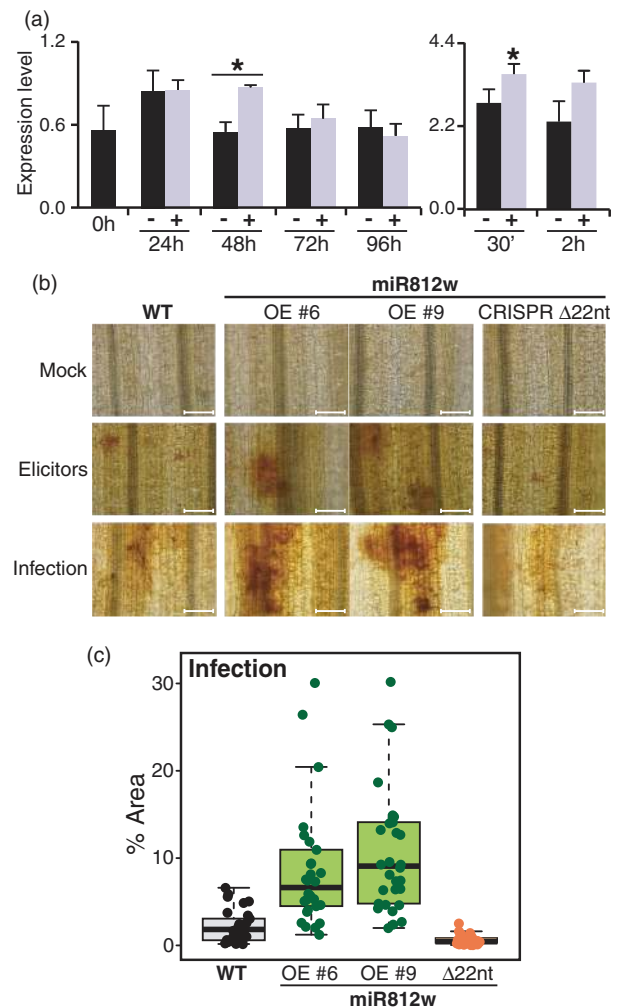 (a)
1.2
0.6
0.0
Expression level
*
0h
- + - + - + - +
24h 48h 72h 96h
4.4
2.2
0.0
*
- + - +
30' 2h
(b)
miR812w
WT OE #6 OE #9 CRISPR Δ22nt
Mock
Elicitors
Infection
(c)
Infection
30
20
10
0
% Area
WT OE #6 OE #9 Δ22nt
miR812w